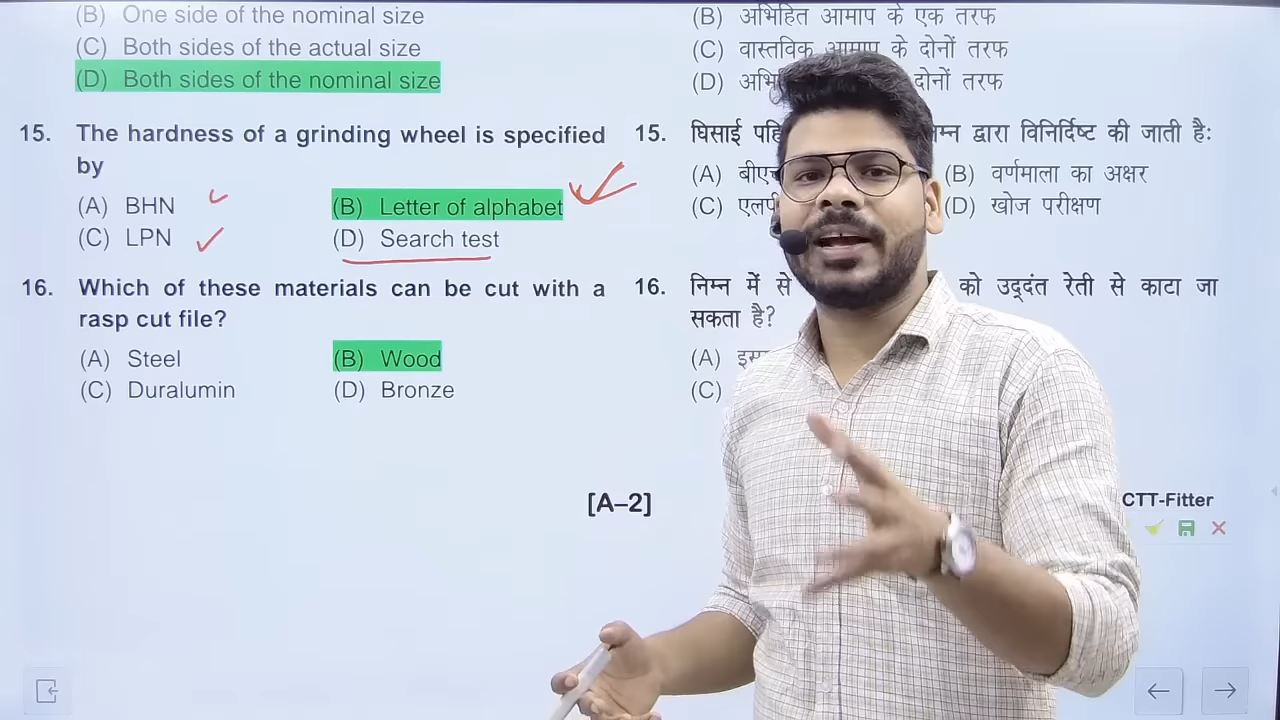 (B) One side of the nominal size
(C) Both sides of the actual size
(D) Both sides of the nominal size
15. The hardness of a grinding wheel is specified
by
(A) BHN (B) Letter of alphabet
(C) LPN (D) Search test
16. Which of these materials can be cut with a
rasp cut file?
(A) Steel (B) Wood
(C) Duralumin (D) Bronze
(B) अभिहित आमाप के एक तरफ
(C) वास्तविक आमाप के दोनों तरफ
(D) दोनों तरफ
15. घिसाई द्वारा विनिर्दिष्ट की जाती है:
(A) (B) वर्णमाला का अक्षर
(C) (D) खोज परीक्षण
16. निम्न में से को उद्दंत रेती से काटा जा
सकता है?
(A)
(C)
[A–2]
CTT-Fitter